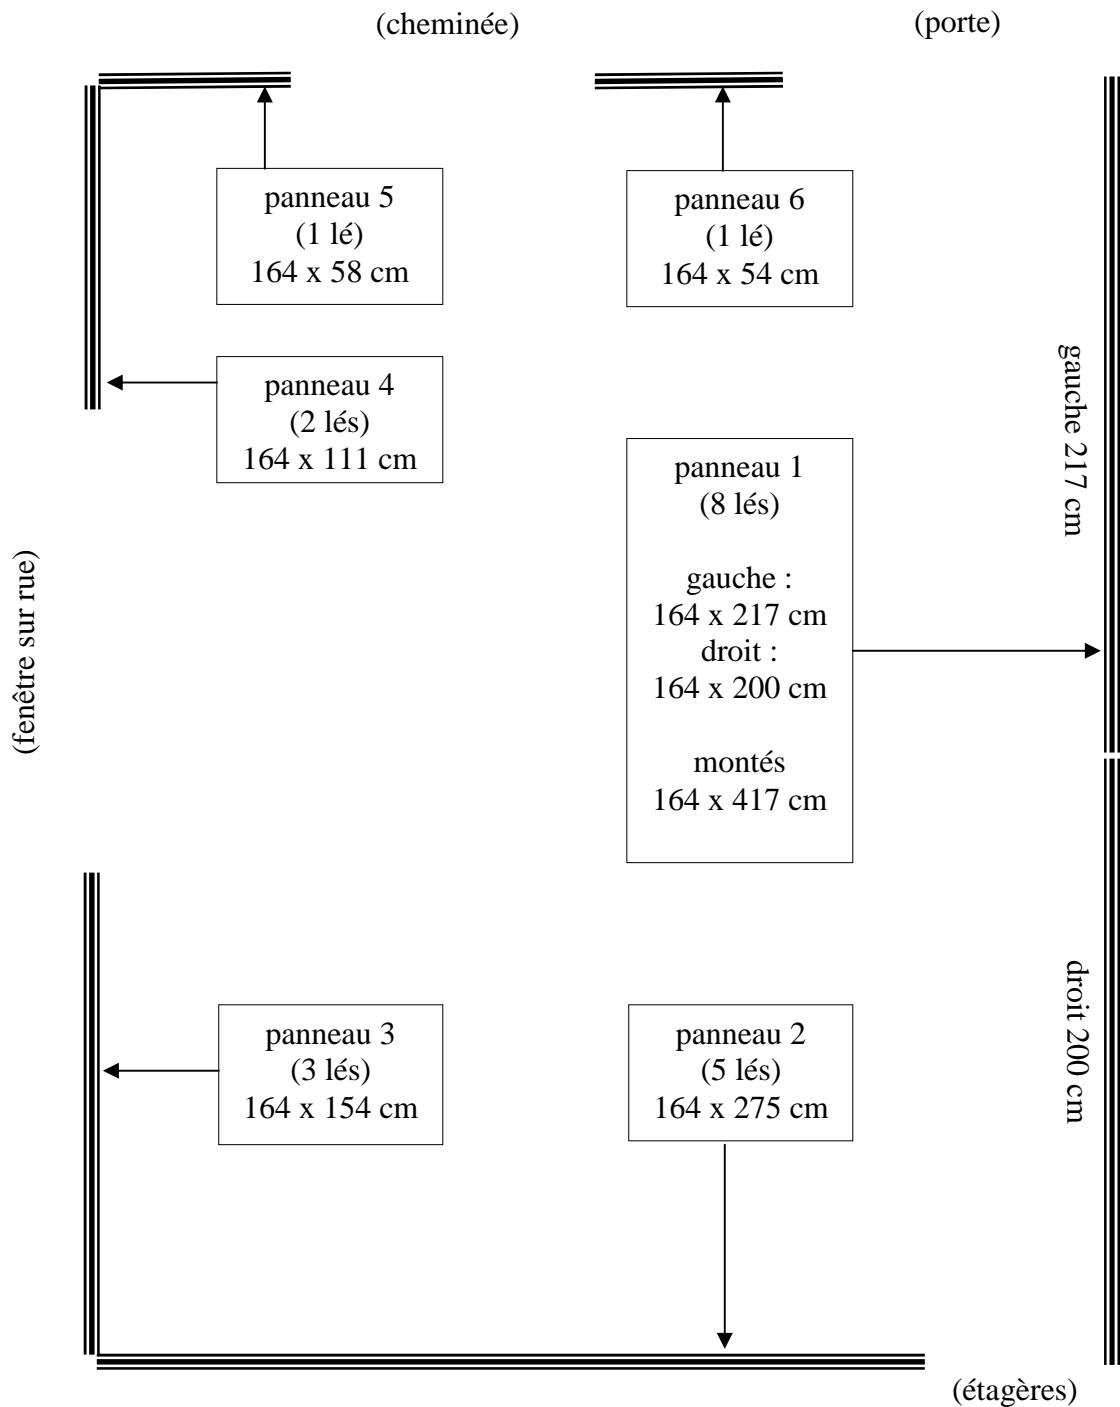 (cheminée)
(porte)
panneau 5
(1 lé)
164 x 58 cm
panneau 6
(1 lé)
164 x 54 cm
panneau 4
(2 lés)
164 x 111 cm
gauche 217 cm
panneau 1
(8 lés)
gauche :
164 x 217 cm
droit :
164 x 200 cm
montés
164 x 417 cm
(fenêtre sur rue)
panneau 3
(3 lés)
164 x 154 cm
panneau 2
(5 lés)
164 x 275 cm
droit 200 cm
(étagères)